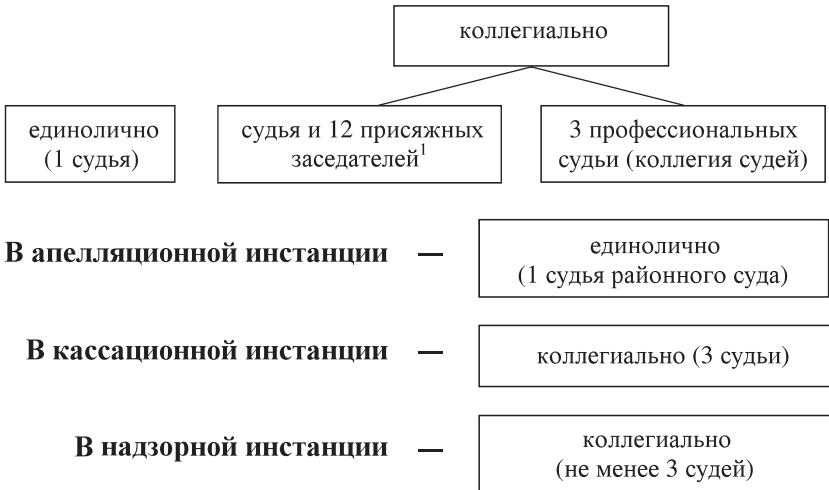 коллегиально
единолично
(1 судья)
судья и 12 присяжных
заседателей¹
3 профессиональных
судьи (коллегия судей)
В апелляционной инстанции —
единолично
(1 судья районного суда)
В кассационной инстанции —
коллегиально (3 судьи)
В надзорной инстанции —
коллегиально
(не менее 3 судей)